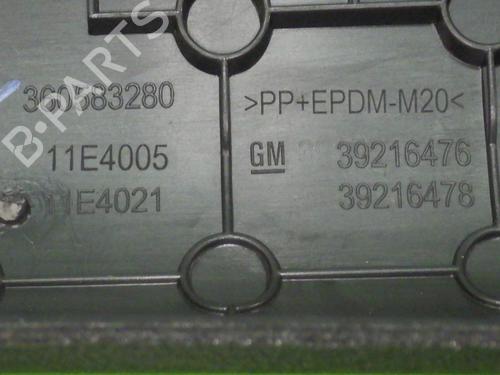 B-PARTS
360583280
11E4005
11E4021
>PP+EPDM-M20<
GM 39216476
39216478